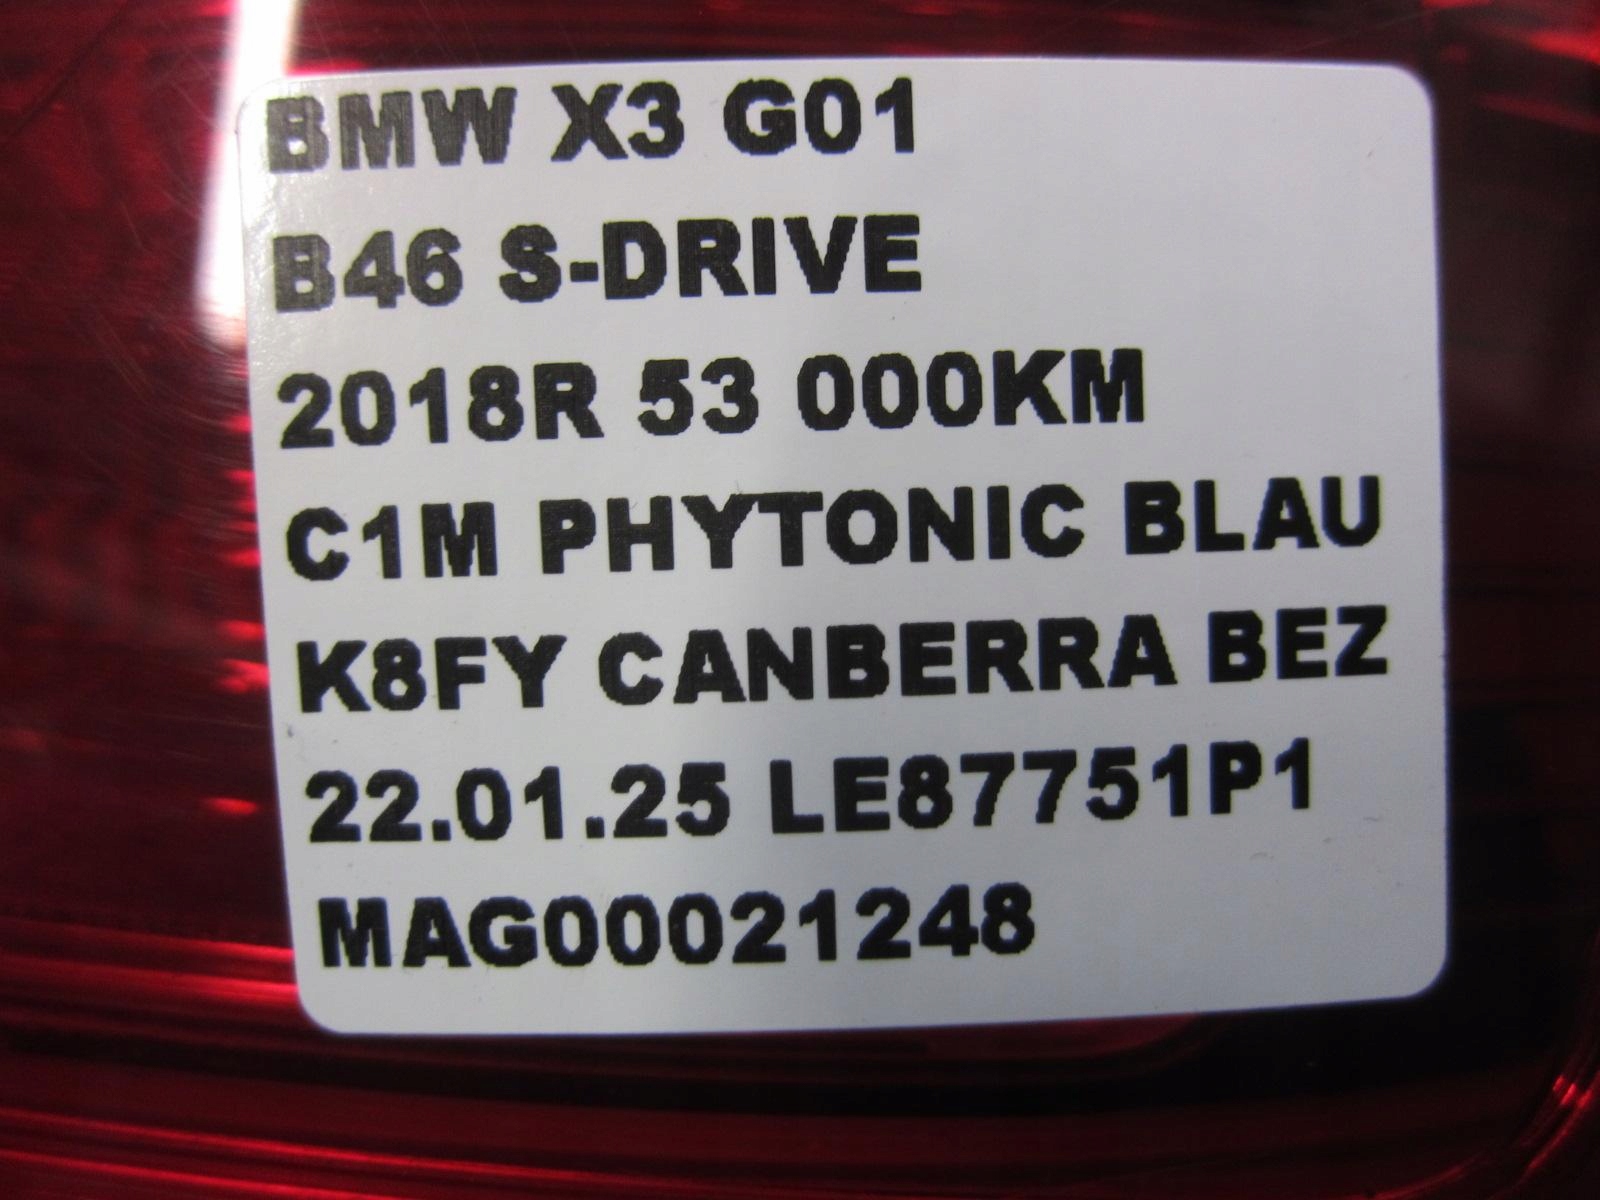 BMW X3 G01
B46 S-DRIVE
2018R 53 000KM
C1M PHYTONIC BLAU
K8FY CANBERRA BEZ
22.01.25 LE87751P1
MAG00021248